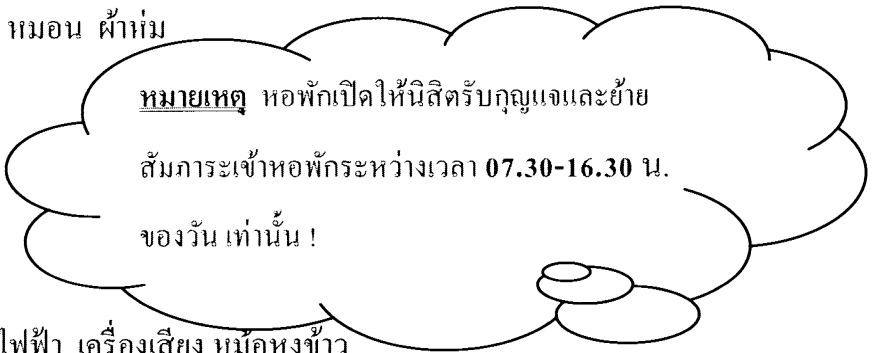 หมอน ผ้าห่ม
หมายเหตุ หอพักเปิดให้นิสิตรับกุญแจและย้าย
สัมภาระเข้าหอพักระหว่างเวลา 07.30-16.30 น.
ของวัน เท่านั้น !
ไฟฟ้า เครื่องเสียง หม้อหุงข้าว